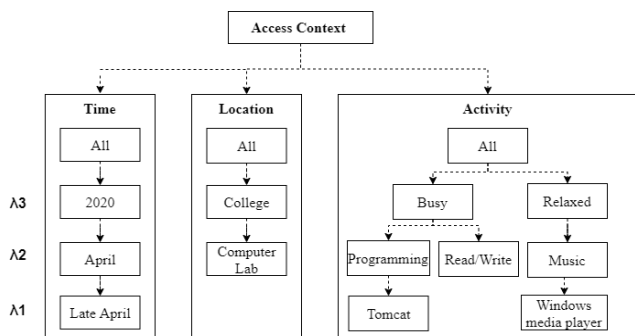 Access Context
Time
Location
Activity
All
All
All
λ3
2020
College
Busy
Relaxed
λ2
April
Computer
Lab
Programming
Read/Write
Music
λ1
Late April
Tomcat
Windows
media player